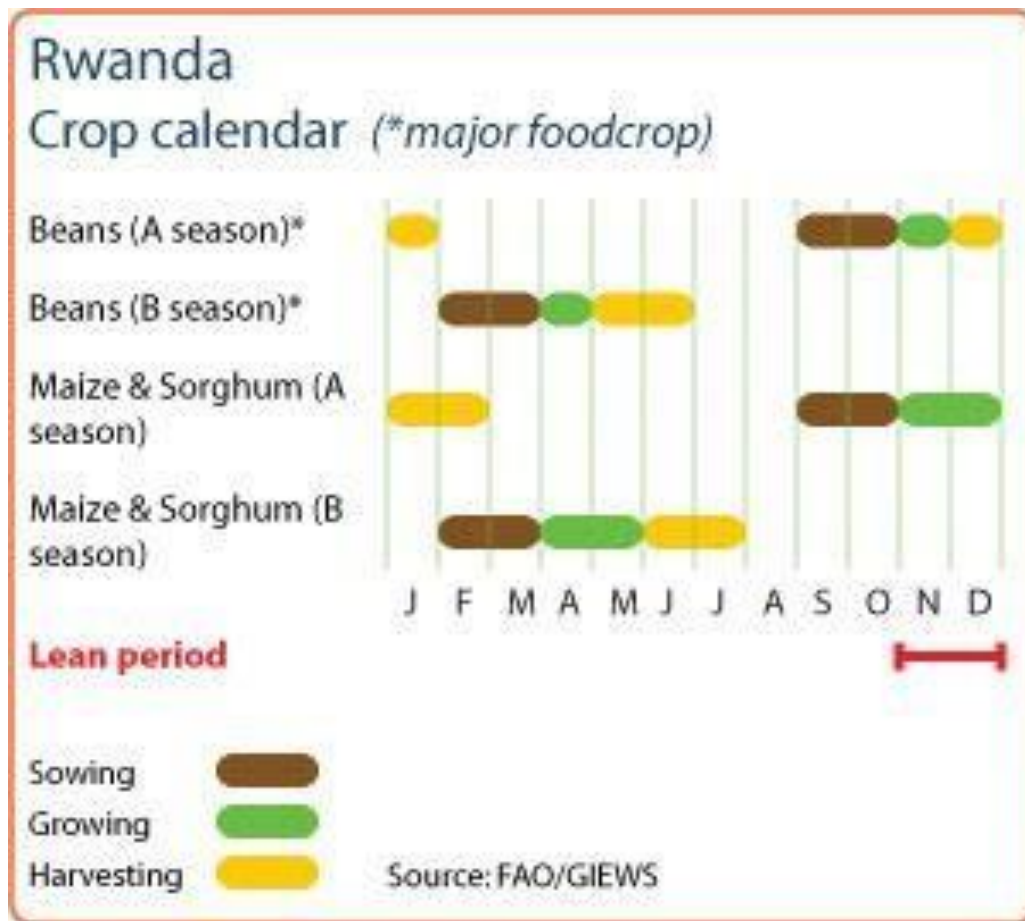 Rwanda
Crop calendar (*major foodcrop)
Beans (A season)*
Beans (B season)*
Maize & Sorghum (A
season)
Maize & Sorghum (B
season)
J F M A M J J A S O N D
Lean period
Sowing
Growing
Harvesting Source: FAO/GIEWS